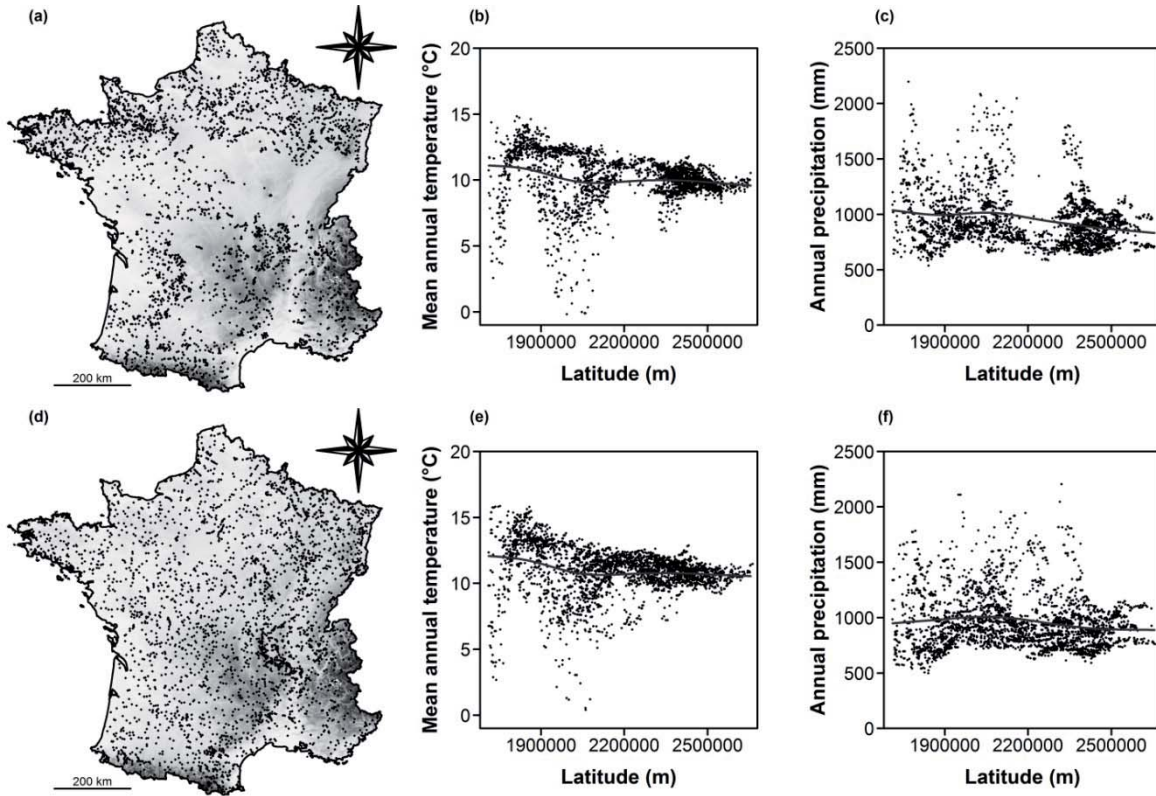 (a)
200 km
(b)
Mean annual temperature (°C)
20
15
10
5
0
1900000 2200000 2500000
Latitude (m)
(c)
Annual precipitation (mm)
2500
2000
1500
1000
500
0
1900000 2200000 2500000
Latitude (m)
(d)
200 km
(e)
Mean annual temperature (°C)
20
15
10
5
0
1900000 2200000 2500000
Latitude (m)
(f)
Annual precipitation (mm)
2500
2000
1500
1000
500
0
1900000 2200000 2500000
Latitude (m)